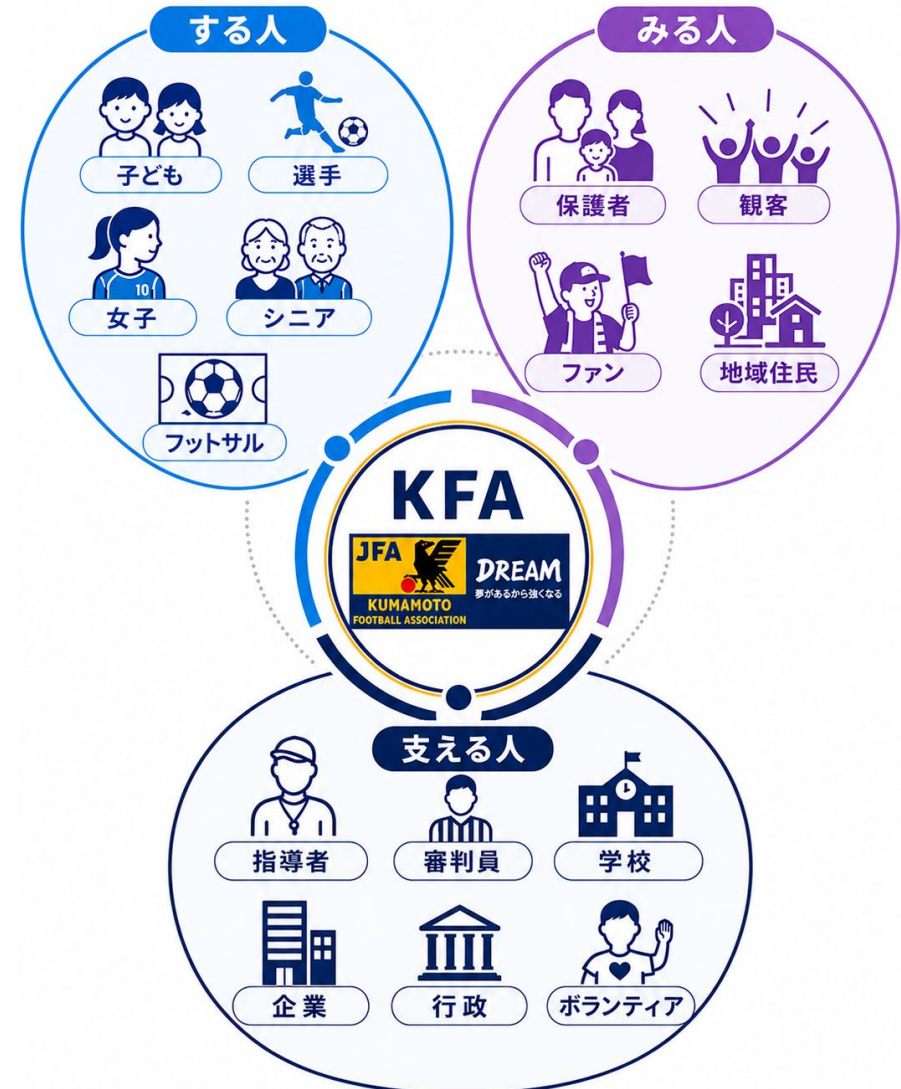 する人
みる人
子ども
選手
女子
10
シニア
フットサル
保護者
観客
ファン
地域住民
KFA
JFA
KUMAMOTO
FOOTBALL ASSOCIATION
DREAM
夢があるから強くなる
支える人
指導者
審判員
学校
企業
行政
ボランティア